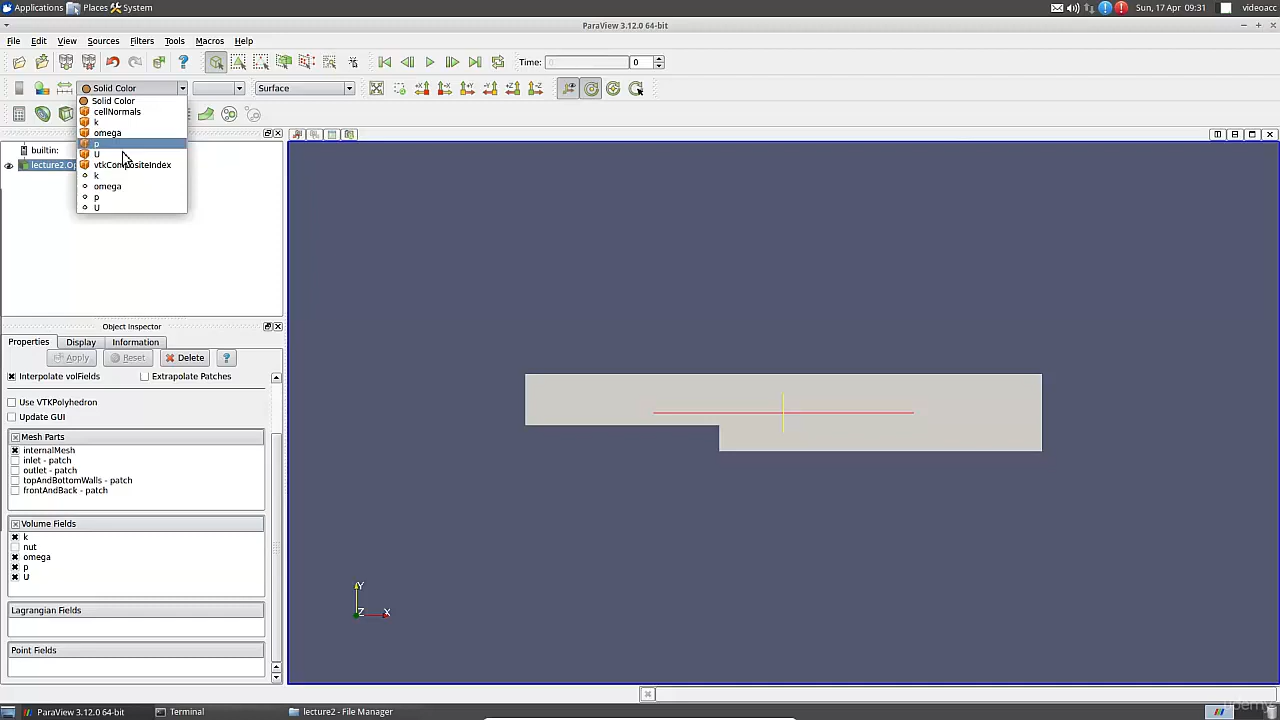 Applications Places System Sun, 17 Apr 09:31 videoacc
ParaView 3.12.0 64-bit
File Edit View Sources Filters Tools Macros Help
Time: 0 0
Solid Color Surface
Solid Color
cellNormals
k
omega
p
U
vtkCompositeIndex
k
omega
p
U
builtin:
lecture2.Op
Object Inspector
Properties Display Information
Apply Reset Delete ?
Interpolate volFields Extrapolate Patches
Use VTKPolyhedron
Update GUI
Mesh Parts
internalMesh
inlet - patch
outlet - patch
topAndBottomWalls - patch
frontAndBack - patch
Volume Fields
k
nut
omega
p
U
Lagrangian Fields
Point Fields
Y
Z X
ParaView 3.12.0 64-bit Terminal lecture2 - File Manager
udemy